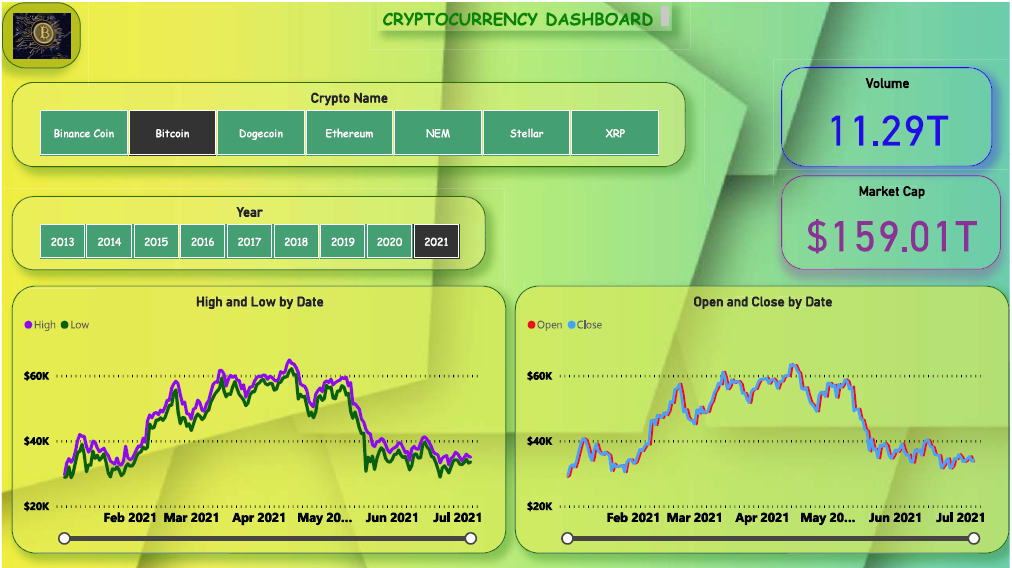 CRYPTOCURRENCY DASHBOARD
Crypto Name
Binance Coin Bitcoin Dogecoin Ethereum NEM Stellar XRP
Volume
11.29T
Year
2013 2014 2015 2016 2017 2018 2019 2020 2021
Market Cap
$159.01T
High and Low by Date
High Low
$60K
$40K
$20K
Feb 2021 Mar 2021 Apr 2021 May 20... Jun 2021 Jul 2021
Open and Close by Date
Open Close
$60K
$40K
$20K
Feb 2021 Mar 2021 Apr 2021 May 20... Jun 2021 Jul 2021